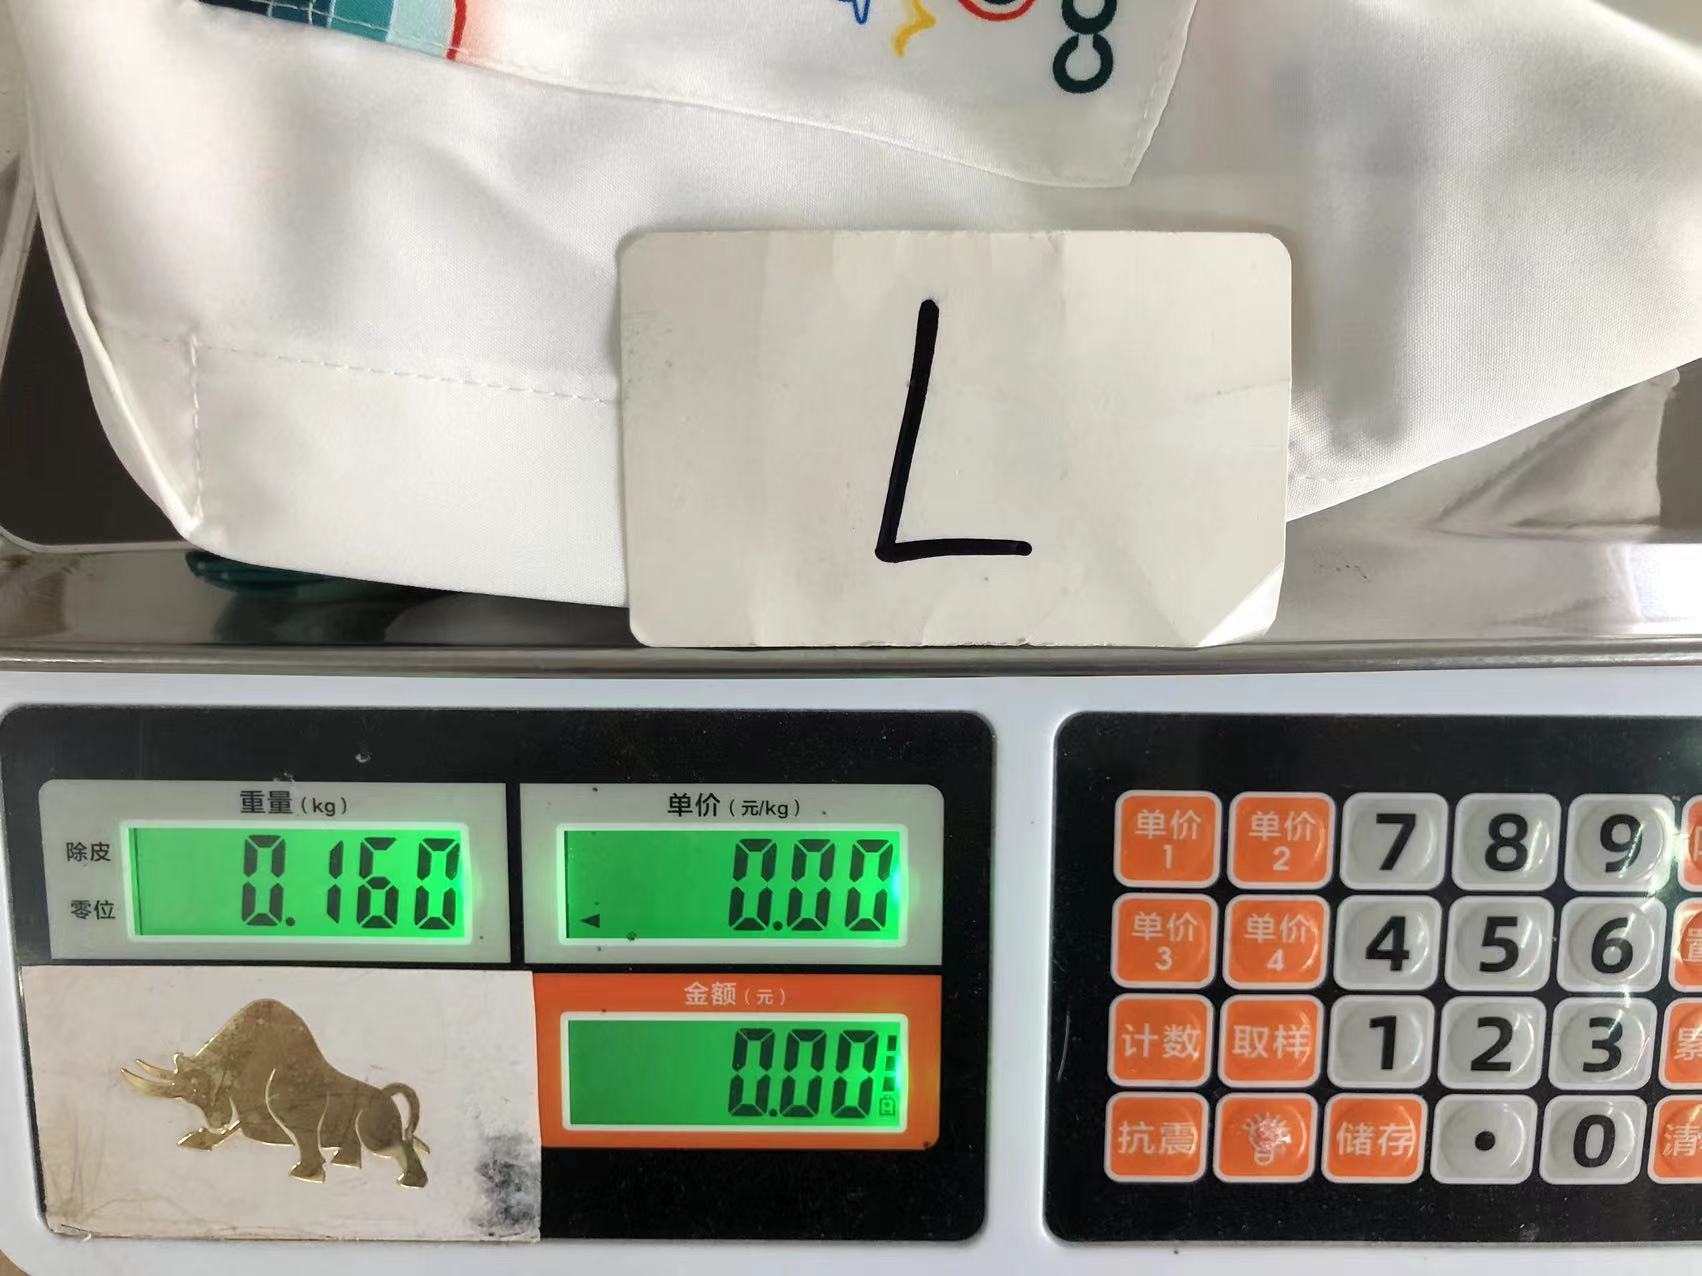 L
重量(kg)
除皮
零位
0.160
单价(元/kg)
0.00
金额(元)
0.00
单价1 单价2 7 8 9
单价3 单价4 4 5 6
计数 取样 1 2 3
抗震 储存 . 0